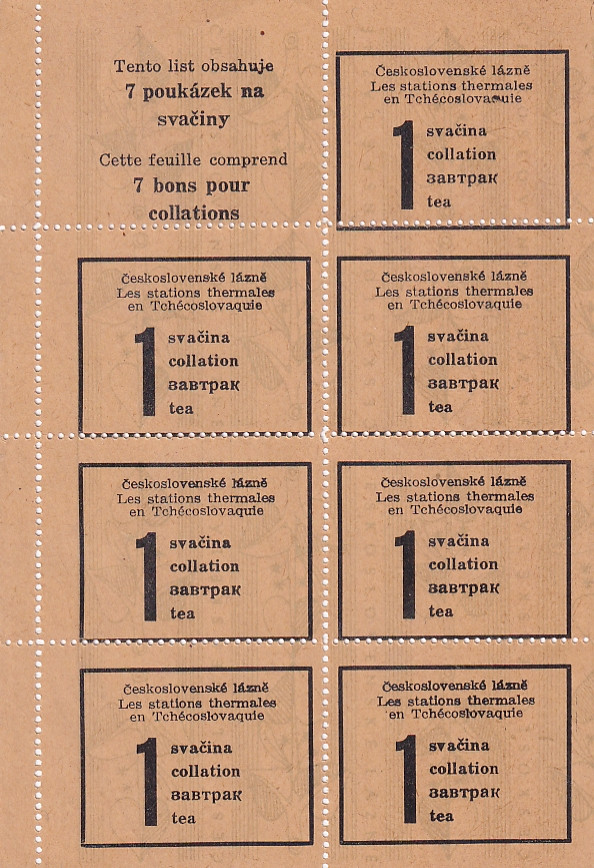 Tento list obsahuje
7 poukázek na
svačiny
Cette feuille comprend
7 bons pour
collations
Československé lázně
Les stations thermales
en Tchécoslovaquie
1
svačina
collation
завтрак
tea
Československé lázně
Les stations thermales
en Tchécoslovaquie
1
svačina
collation
завтрак
tea
Československé lázně
Les stations thermales
en Tchécoslovaquie
1
svačina
collation
завтрак
tea
Československé lázně
Les stations thermales
en Tchécoslovaquie
1
svačina
collation
завтрак
tea
Československé lázně
Les stations thermales
en Tchécoslovaquie
1
svačina
collation
завтрак
tea
Československé lázně
Les stations thermales
en Tchécoslovaquie
1
svačina
collation
завтрак
tea
Československé lázně
Les stations thermales
en Tchécoslovaquie
1
svačina
collation
завтрак
tea